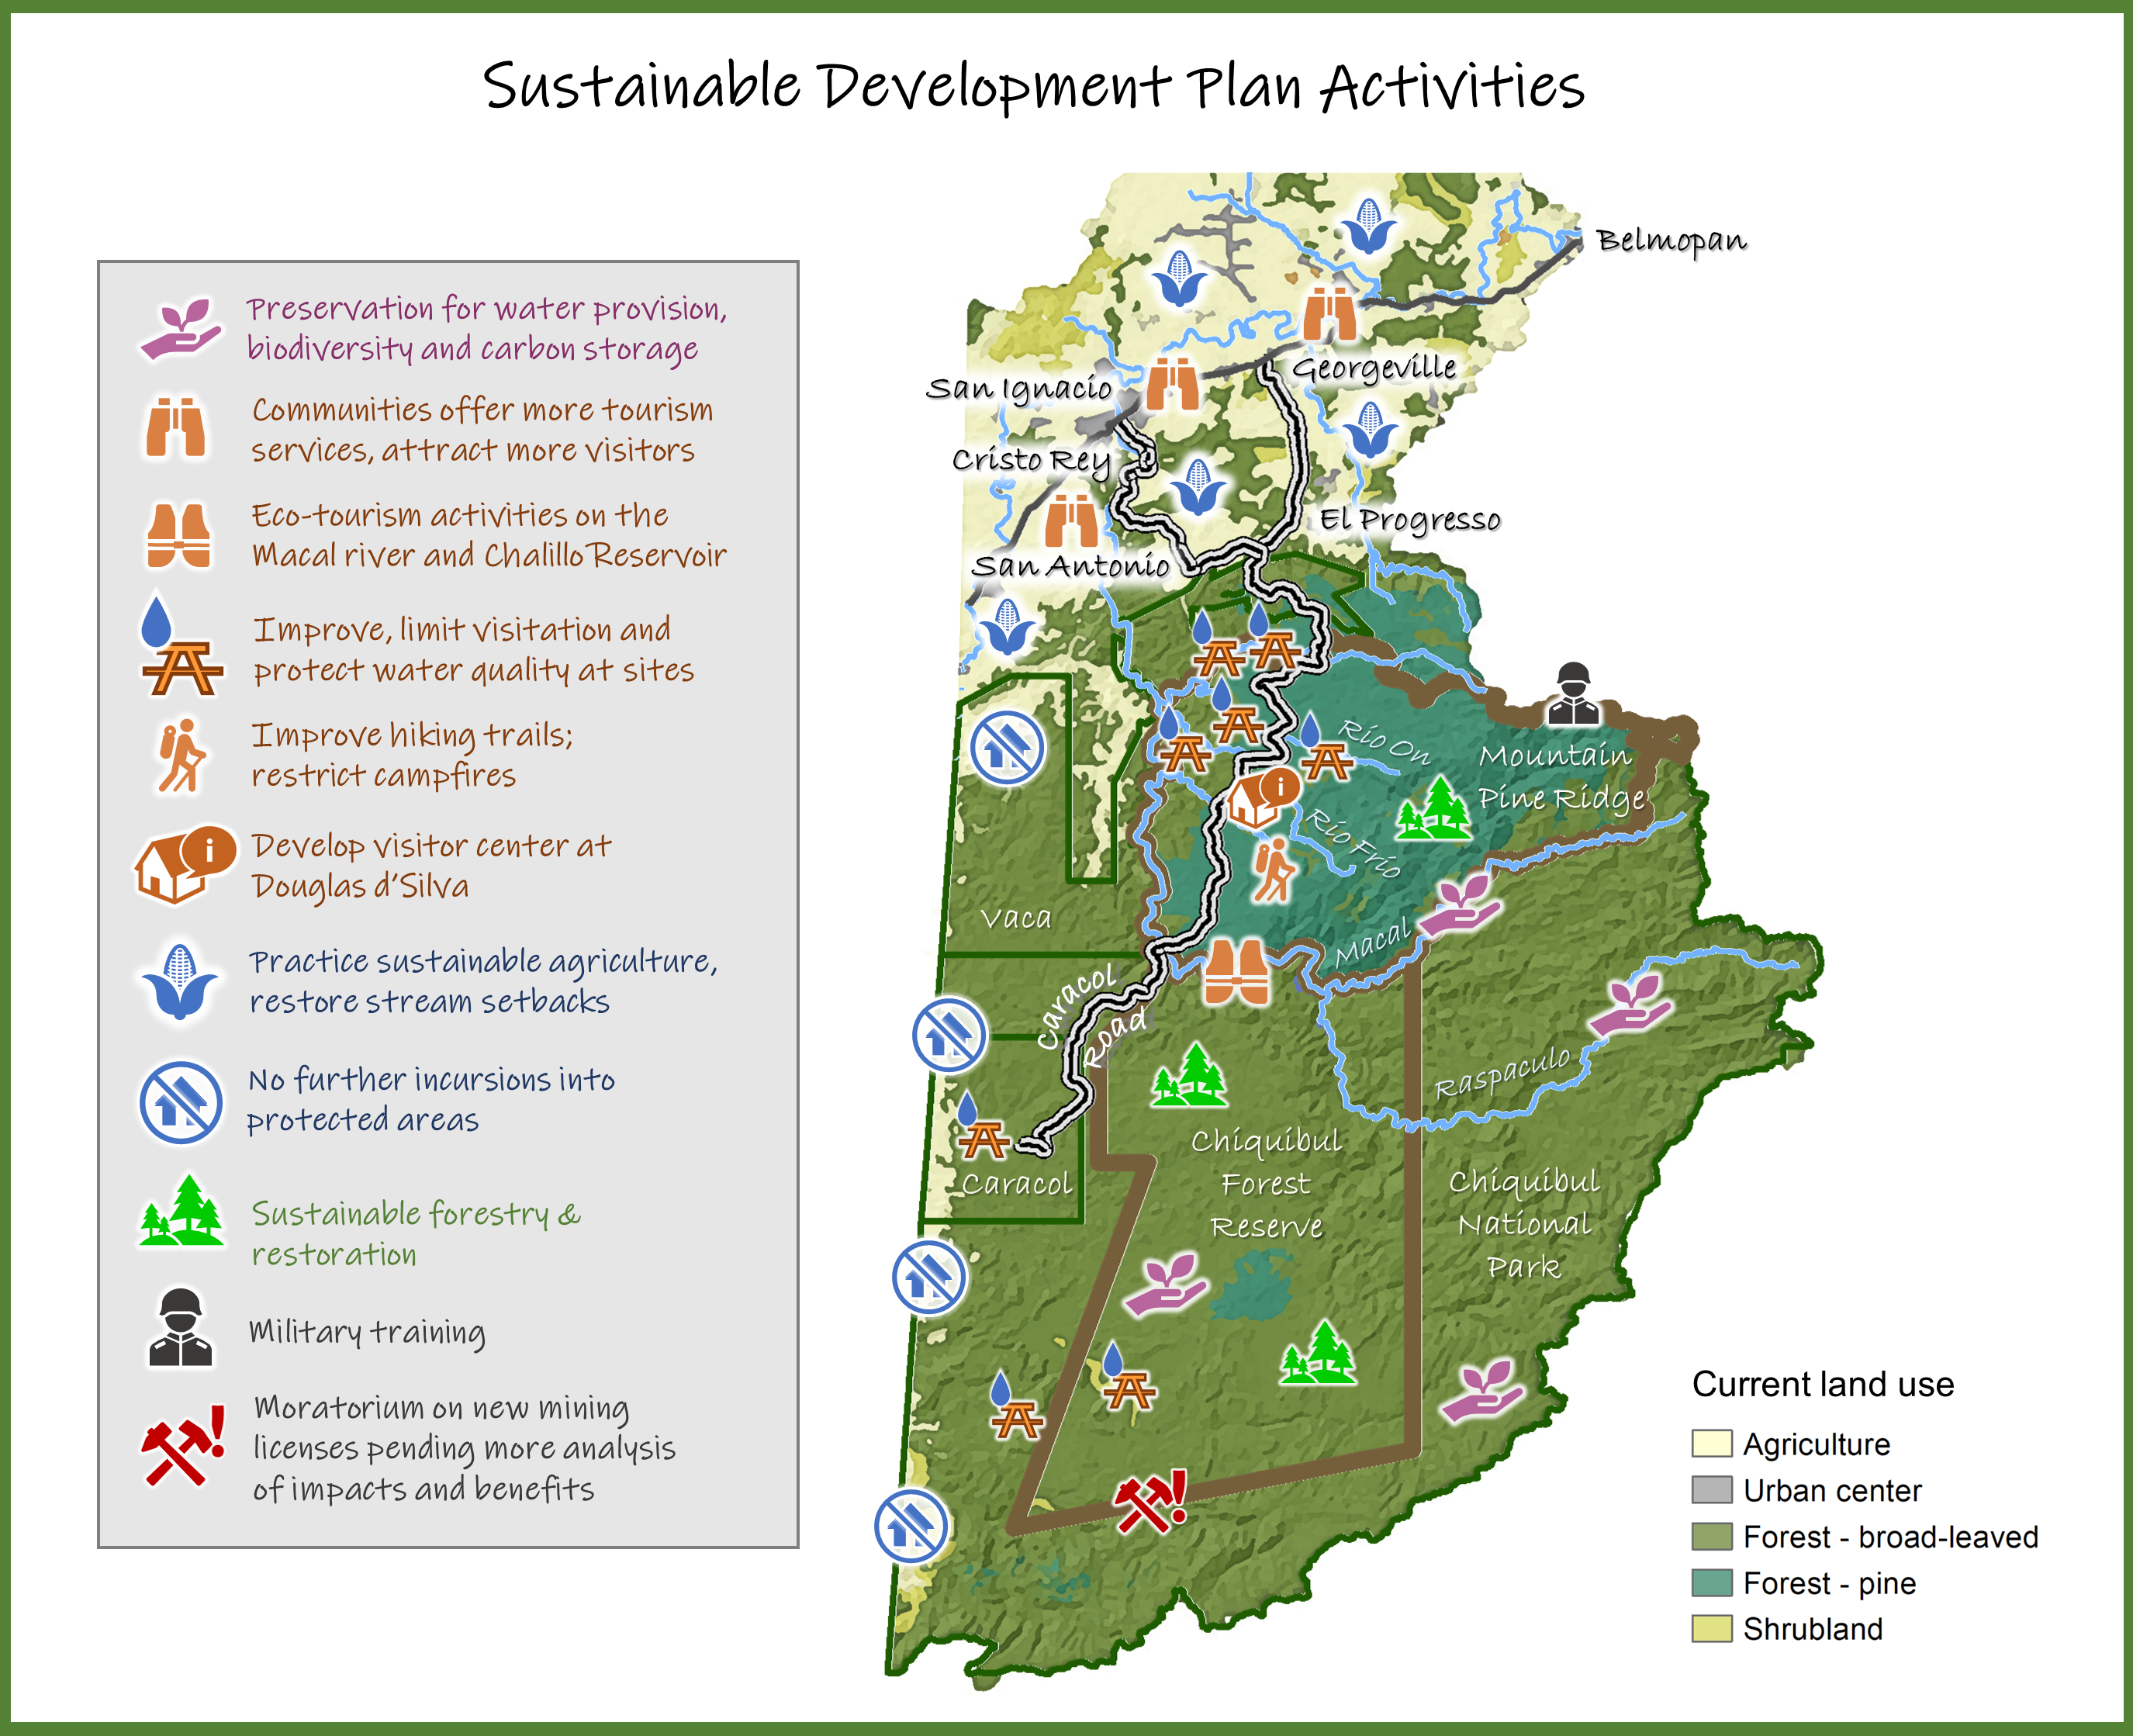 Sustainable Development Plan Activities
Preservation for water provision,
biodiversity and carbon storage
Communities offer more tourism
services, attract more visitors
Eco-tourism activities on the
Macal river and Chalillo Reservoir
Improve, limit visitation and
protect water quality at sites
Improve hiking trails;
restrict campfires
Develop visitor center at
Douglas d'Silva
i
Practice sustainable agriculture,
restore stream setbacks
No further incursions into
protected areas
Sustainable forestry &
restoration
Military training
Moratorium on new mining
licenses pending more analysis
of impacts and benefits
Belmopan
Georgeville
San Ignacio
Cristo Rey
El Progresso
San Antonio
Río On
Mountain
Pine Ridge
i
Río Frío
Vaca
Macal
Caracol
Road
Raspaculo
Caracol
Chiquibul
Forest
Reserve
Chiquibul
National
Park
Current land use
Agriculture
Urban center
Forest - broad-leaved
Forest - pine
Shrubland